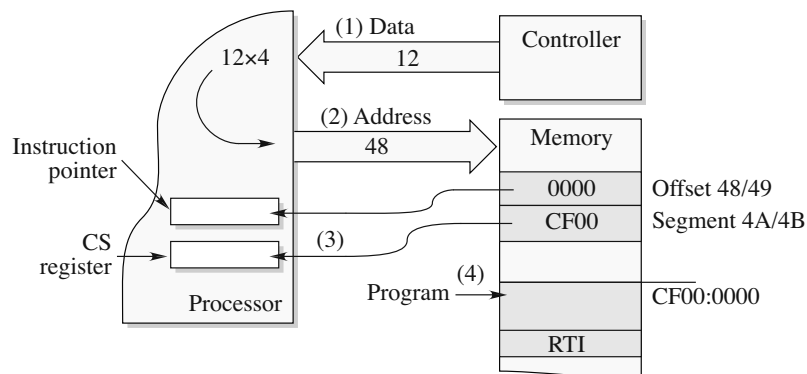 (1) Data
12
Controller
12×4
(2) Address
48
Memory
Instruction
pointer
0000
Offset 48/49
CF00
Segment 4A/4B
CS
register
(3)
(4)
Program
CF00:0000
Processor
RTI